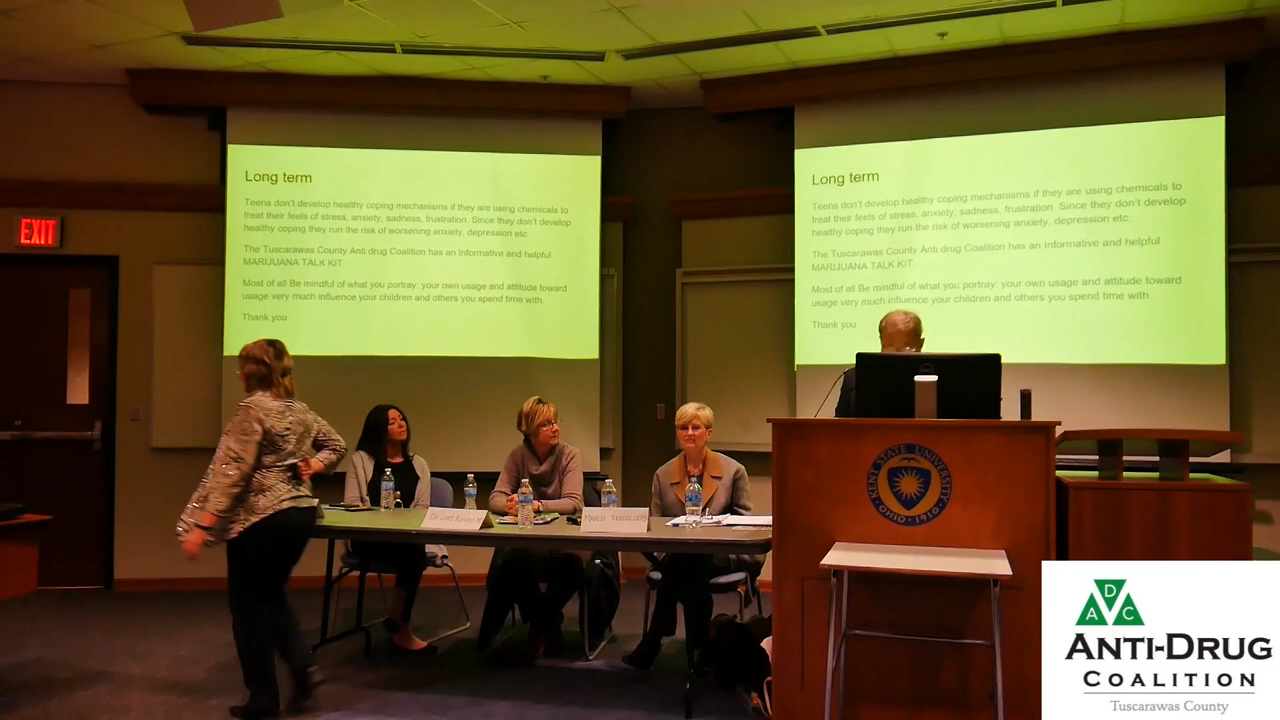 EXIT
Long term
Teens don't develop healthy coping mechanisms if they are using chemicals to
treat their feels of stress, anxiety, sadness, frustration. Since they don't develop
healthy coping they run the risk of worsening anxiety, depression etc.
The Tuscarawas County Anti drug Coalition has an Informative and helpful
MARIJUANA TALK KIT.
Most of all Be mindful of what you portray: your own usage and attitude toward
usage very much influence your children and others you spend time with.
Thank you
Long term
Teens don't develop healthy coping mechanisms if they are using chemicals to
treat their feels of stress, anxiety, sadness, frustration. Since they don't develop
healthy coping they run the risk of worsening anxiety, depression etc.
The Tuscarawas County Anti drug Coalition has an Informative and helpful
MARIJUANA TALK KIT.
Most of all Be mindful of what you portray: your own usage and attitude toward
usage very much influence your children and others you spend time with.
Thank you
KENT STATE UNIVERSITY
OHIO · 1910
A D C
ANTI-DRUG
COALITION
Tuscarawas County